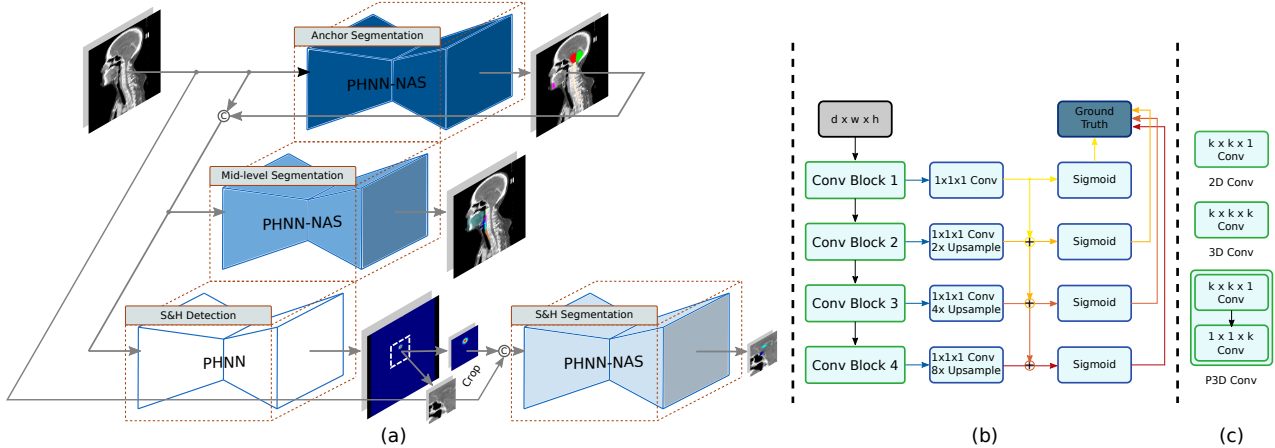 Anchor Segmentation
PHNN-NAS
C
Mid-level Segmentation
PHNN-NAS
S&H Detection
PHNN
Crop
C
S&H Segmentation
PHNN-NAS
(a)
d x w x h
Ground
Truth
Conv Block 1
1x1x1 Conv
Sigmoid
Conv Block 2
1x1x1 Conv
2x Upsample
+
Sigmoid
Conv Block 3
1x1x1 Conv
4x Upsample
+
Sigmoid
Conv Block 4
1x1x1 Conv
8x Upsample
+
Sigmoid
(b)
k x k x 1
Conv
2D Conv
k x k x k
Conv
3D Conv
k x k x 1
Conv
1 x 1 x k
Conv
P3D Conv
(c)